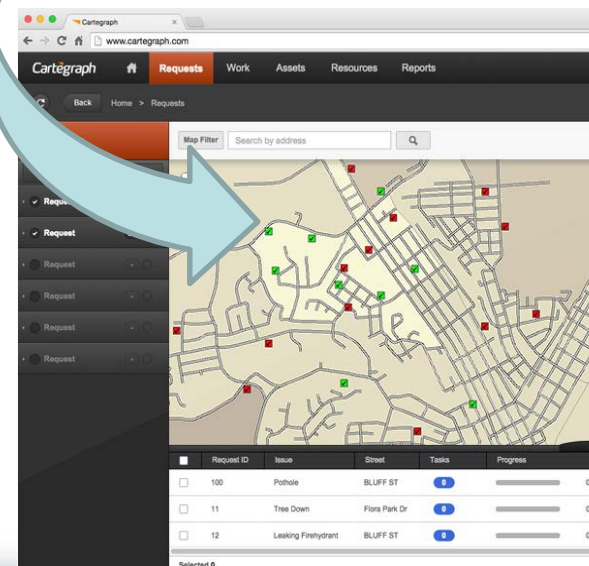 Cartegraph
www.cartegraph.com
Cartēgraph Requests Work Assets Resources Reports
Back Home > Requests
Map Filter Search by address
Request
Request
Request
Request
Request
Request ID Issue Street Tasks Progress
100 Pothole BLUFF ST 0
11 Tree Down Flora Park Dr 0
12 Leaking Firehydrant BLUFF ST 0
Selected 0